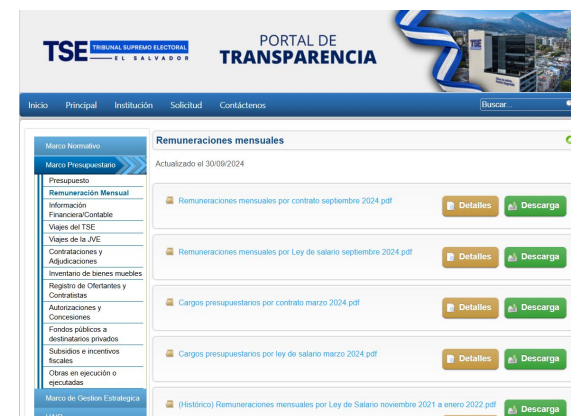 TSE TRIBUNAL SUPREMO ELECTORAL
EL SALVADOR
PORTAL DE
TRANSPARENCIA
TSE
Inicio Principal Institución Solicitud Contáctenos Buscar...
Marco Normativo
Marco Presupuestario
Presupuesto
Remuneración Mensual
Información
Financiera/Contable
Viajes del TSE
Viajes de la JVE
Contrataciones y
Adjudicaciones
Inventario de bienes muebles
Registro de Ofertantes y
Contratistas
Autorizaciones y
Concesiones
Fondos públicos a
destinatarios privados
Subsidios e incentivos
fiscales
Obras en ejecución o
ejecutadas
Marco de Gestion Estrategica
Remuneraciones mensuales
Actualizado el 30/09/2024
Remuneraciones mensuales por contrato septiembre 2024.pdf Detalles Descarga
Remuneraciones mensuales por Ley de salario septiembre 2024.pdf Detalles Descarga
Cargos presupuestarios por contrato marzo 2024.pdf Detalles Descarga
Cargos presupuestarios por ley de salario marzo 2024.pdf Detalles Descarga
(Histórico) Remuneraciones mensuales por Ley de Salario noviembre 2021 a enero 2022.pdf Descarga